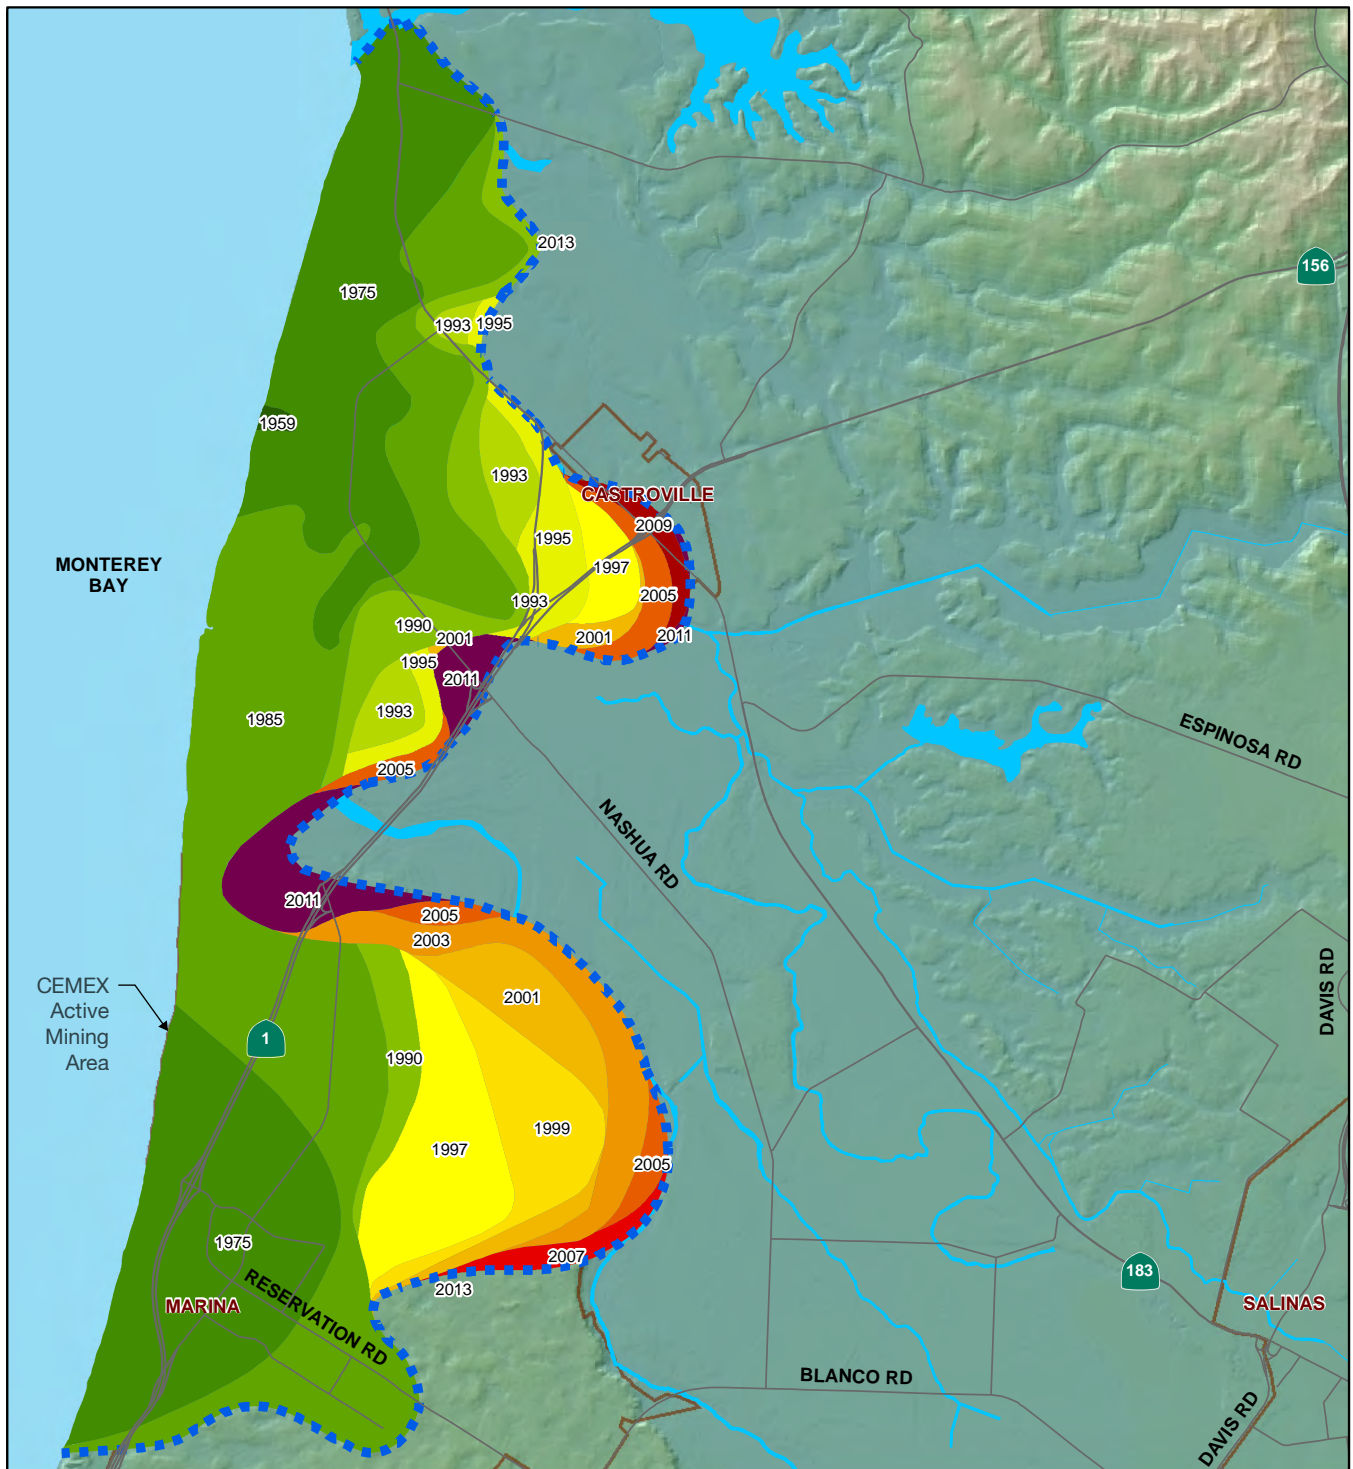 2013
156
1975
1993
1995
1959
1993
CASTROVILLE
2009
1995
MONTEREY
BAY
1997
2005
1993
1990
2001
2001
2011
1995
2011
1993
1985
ESPINOSA RD
2005
NASHUA RD
2011
2005
2003
DAVIS RD
CEMEX
Active
Mining
Area
2001
1
1990
1999
1997
2005
1975
2007
183
2013
RESERVATION RD
MARINA
SALINAS
BLANCO RD
DAVIS RD